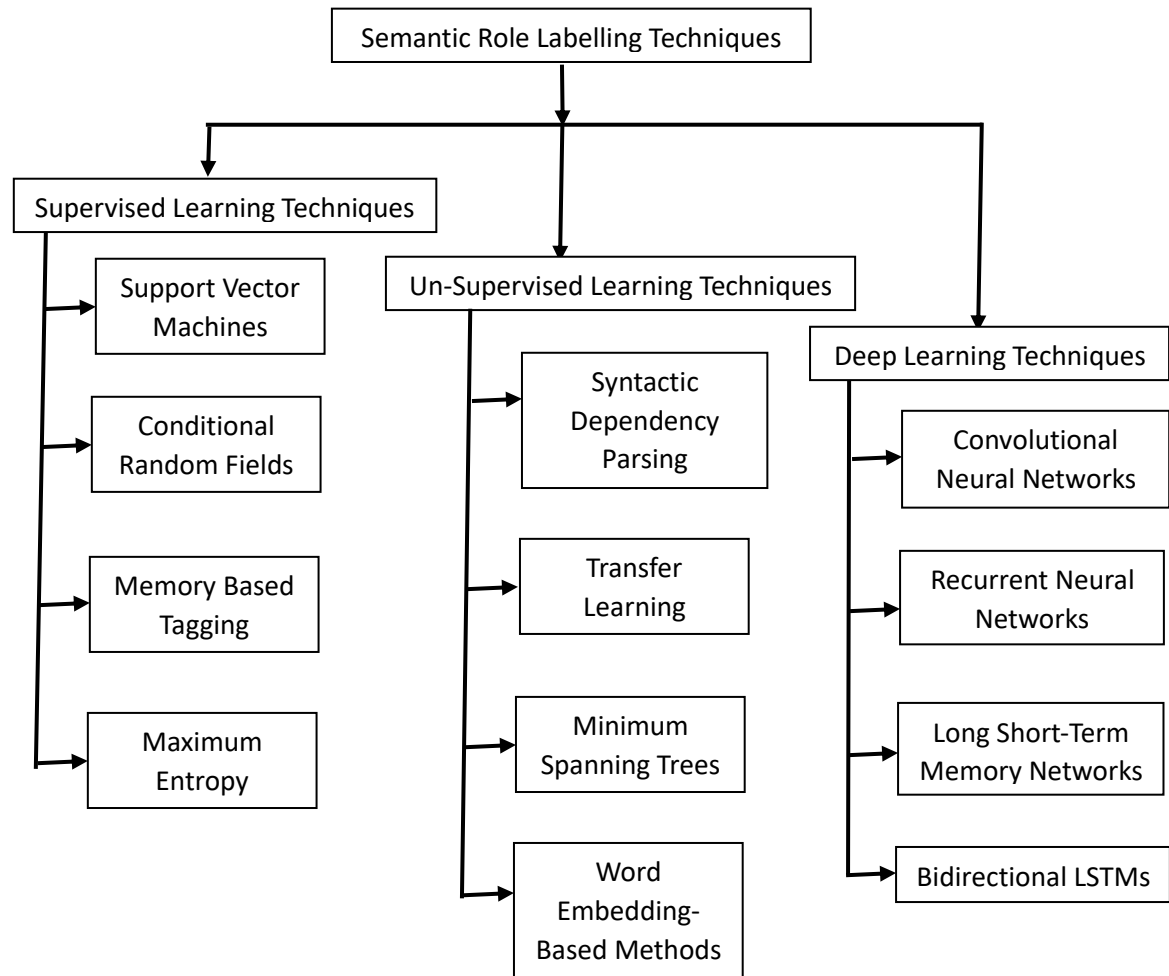 Semantic Role Labelling Techniques
Supervised Learning Techniques
Support Vector
Machines
Conditional
Random Fields
Memory Based
Tagging
Maximum
Entropy
Un-Supervised Learning Techniques
Syntactic
Dependency
Parsing
Transfer
Learning
Minimum
Spanning Trees
Word
Embedding-
Based Methods
Deep Learning Techniques
Convolutional
Neural Networks
Recurrent Neural
Networks
Long Short-Term
Memory Networks
Bidirectional LSTMs